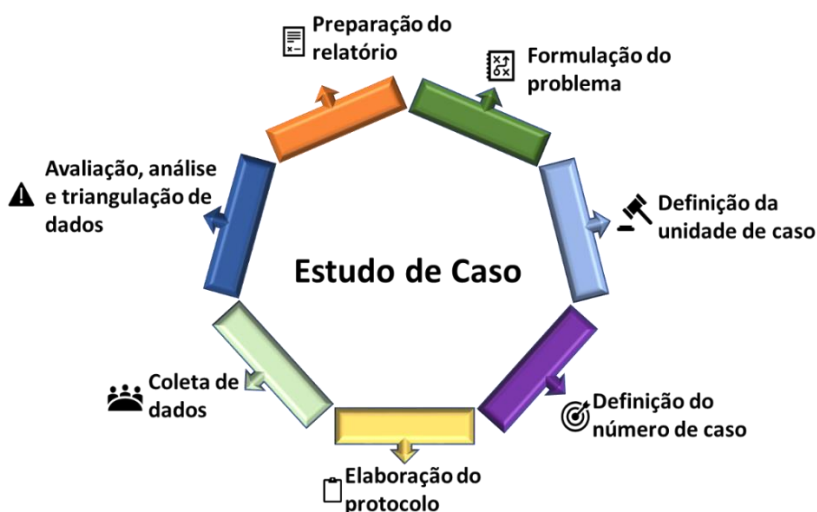 Preparação do
relatório
Formulação do
problema
Avaliação, análise
e triangulação de
dados
Definição da
unidade de caso
Estudo de Caso
Coleta de
dados
Definição do
número de caso
Elaboração do
protocolo